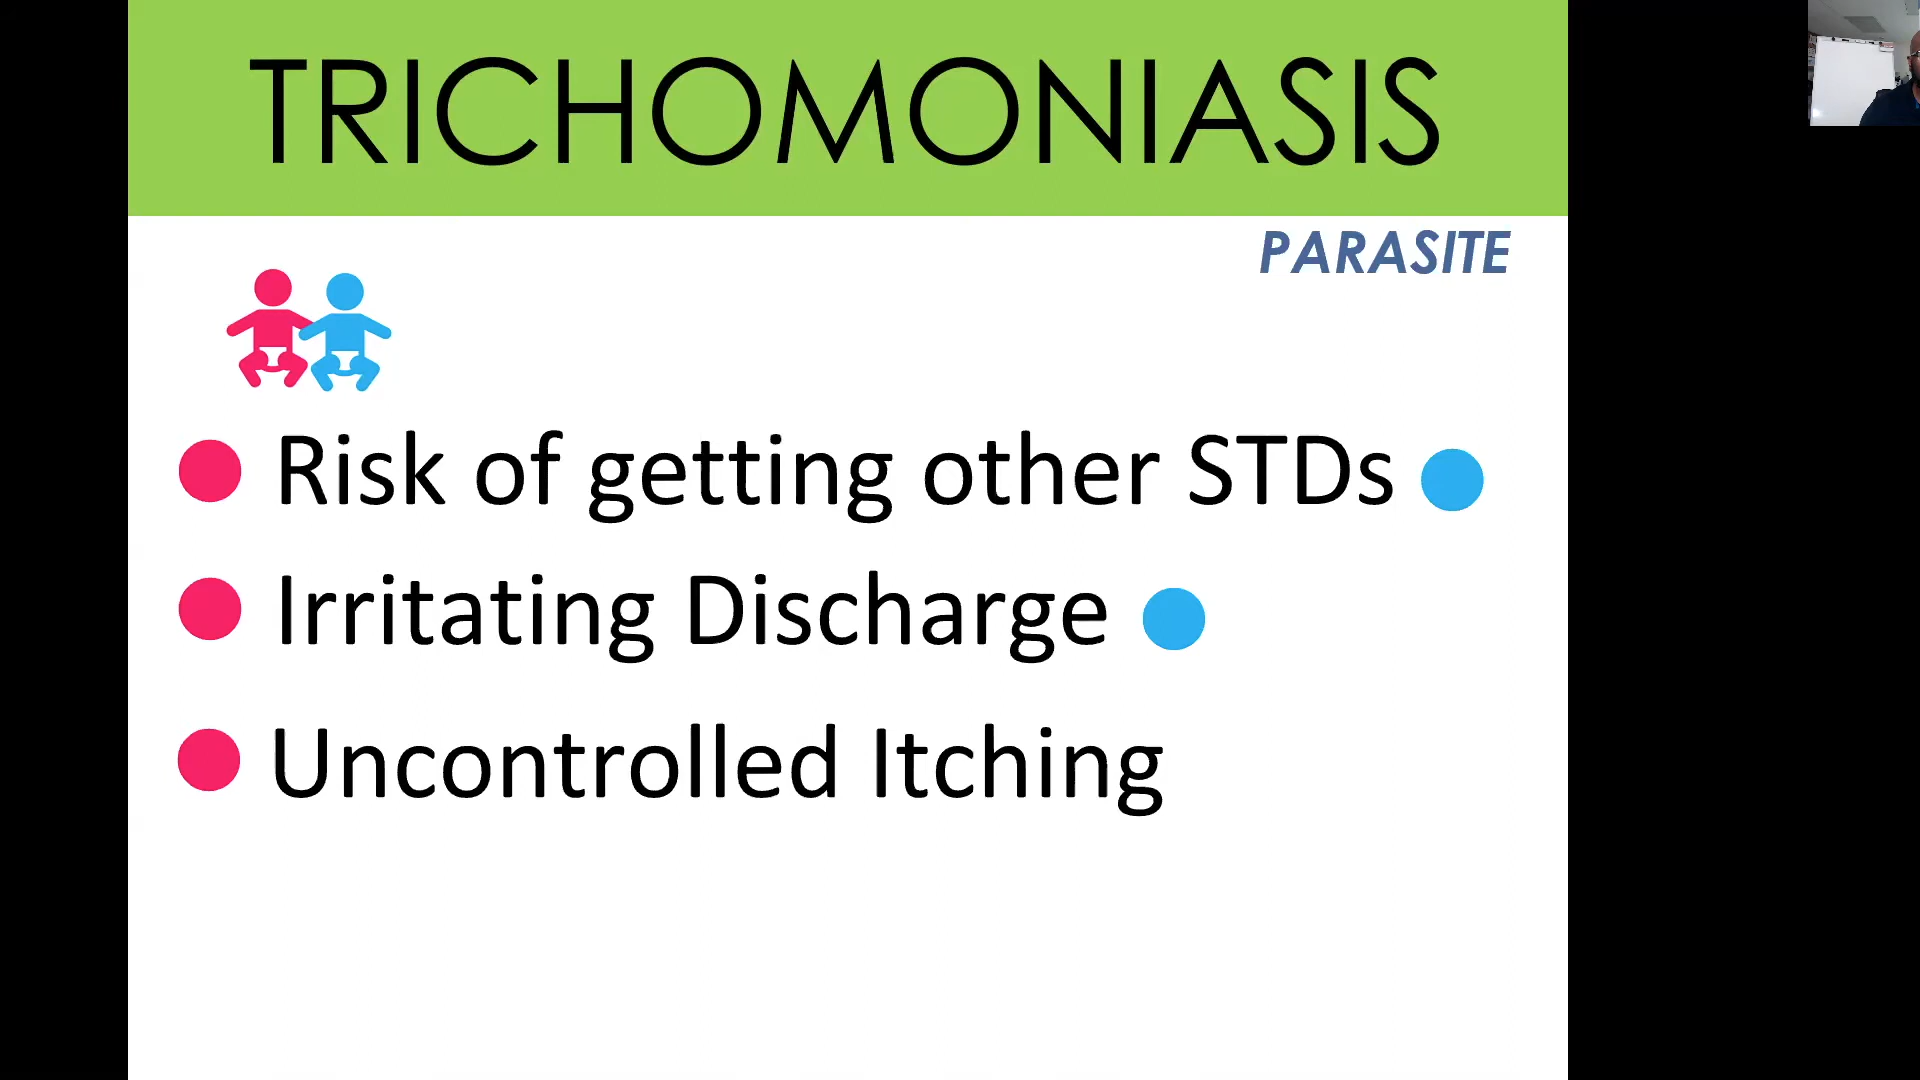 TRICHOMONIASIS
PARASITE
Risk of getting other STDs
Irritating Discharge
Uncontrolled Itching